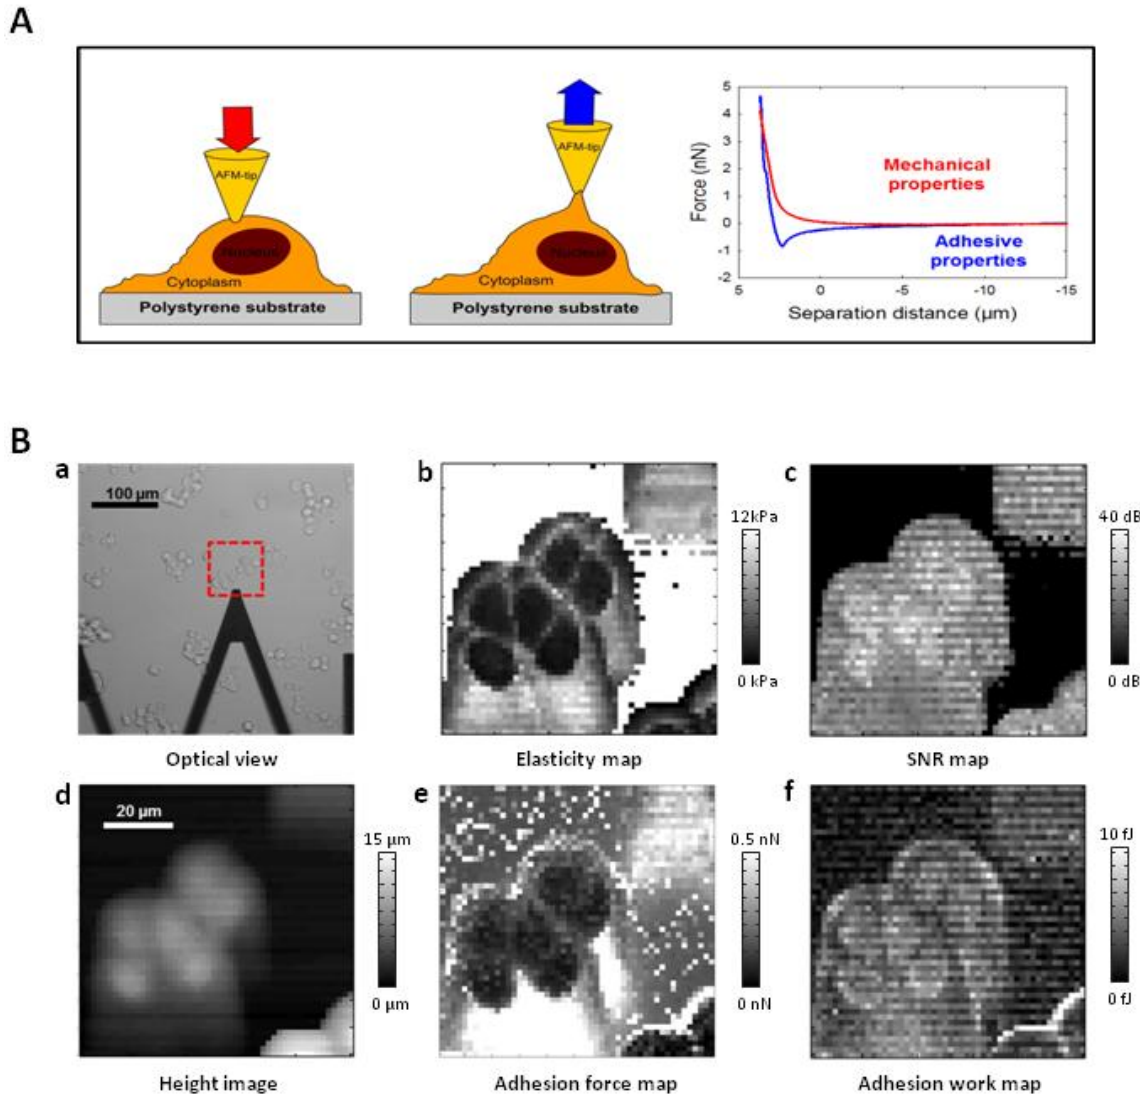 A
AFM-tip
Nucleus
Cytoplasm
Polystyrene substrate
AFM-tip
Nucleus
Cytoplasm
Polystyrene substrate
Force (nN)
5
4
3
2
1
0
-1
-2
5 0 -5 -10 -15
Separation distance (µm)
Mechanical
properties
Adhesive
properties
B
a
100 µm
Optical view
b
12kPa
0 kPa
Elasticity map
c
40 dB
0 dB
SNR map
d
20 µm
15 µm
0 µm
Height image
e
0.5 nN
0 nN
Adhesion force map
f
10 fJ
0 fJ
Adhesion work map